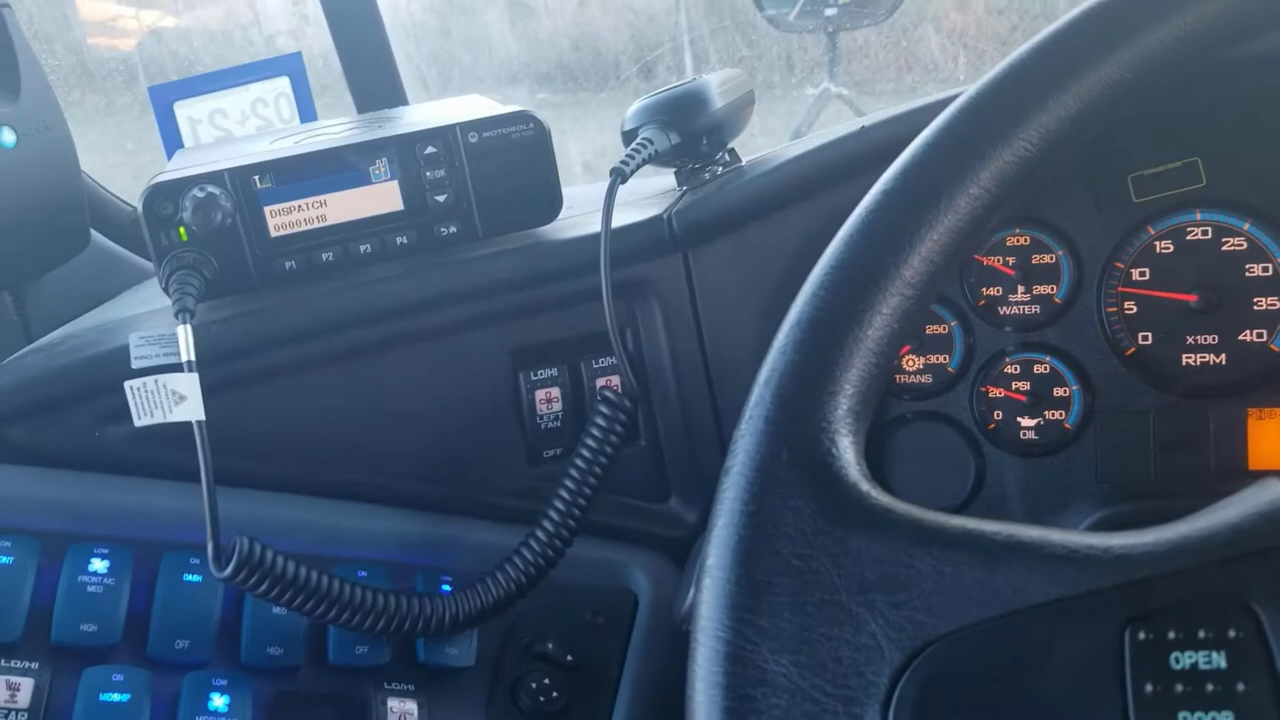 MOTOROLA
DISPATCH
00001018
OK
P1 P2 P3 P4
LO/HI
LEFT
FAN
OFF
LO/HI
200
170 °F 230
140 260
WATER
250
300
TRANS
40 60
PSI
20 80
0 100
OIL
15 20 25
10 30
5 35
0 40
X100
RPM
ON
LOW
FRONT A/C
MED
HIGH
ON
DASH
OFF
MED
HIGH
ON
OFF
LO/HI
ON
MIDSHIP
LOW
LO/HI
OPEN
DOOR